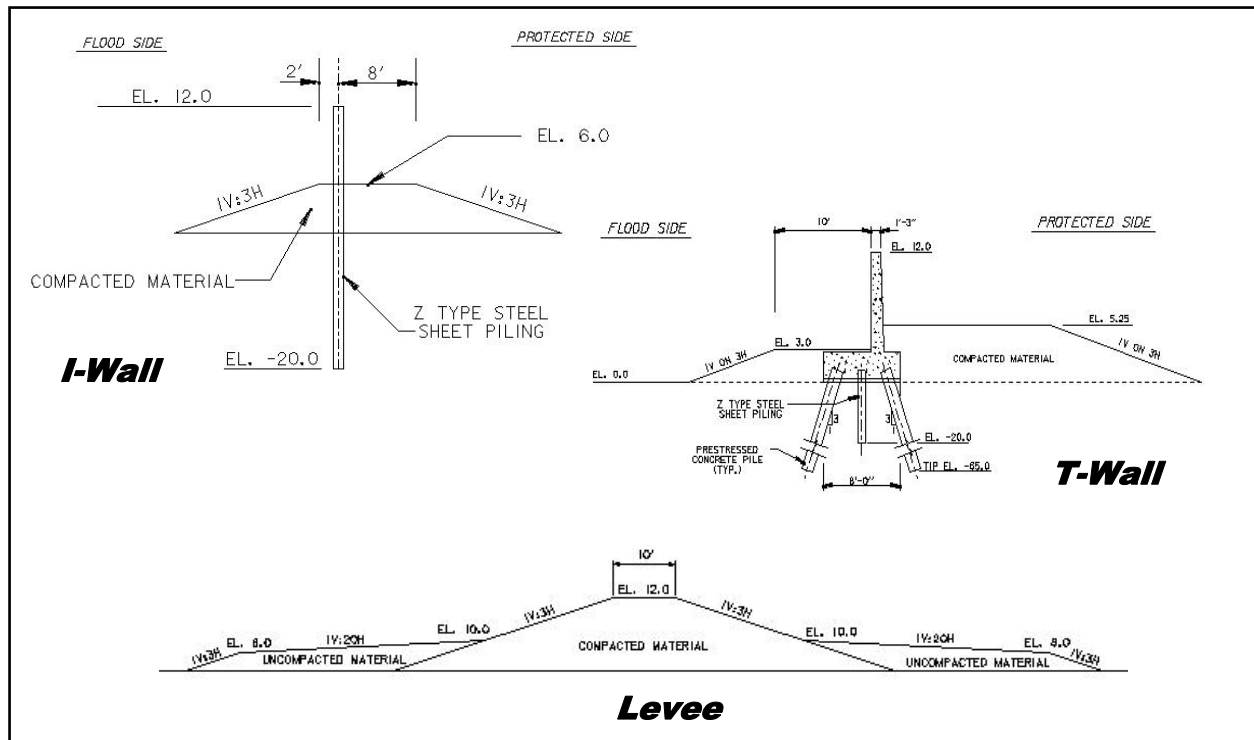 FLOOD SIDE
PROTECTED SIDE
2'
8'
EL. 12.0
EL. 6.0
1V:3H
1V:3H
COMPACTED MATERIAL
Z TYPE STEEL
SHEET PILING
EL. -20.0
I-Wall
FLOOD SIDE
PROTECTED SIDE
10'
1'-3"
EL. 12.0
EL. 5.25
EL. 3.0
1V ON 3H
1V ON 3H
COMPACTED MATERIAL
EL. 0.0
Z TYPE STEEL
SHEET PILING
3
3
PRESTRESSED
CONCRETE PILE
(TYP.)
EL. -20.0
TIP EL. -65.0
8'-0"
T-Wall
10'
EL. 12.0
1V:3H
1V:3H
EL. 6.0
1V:20H
EL. 10.0
EL. 10.0
1V:20H
EL. 8.0
1V:3H
UNCOMPACTED MATERIAL
COMPACTED MATERIAL
UNCOMPACTED MATERIAL
1V:3H
Levee